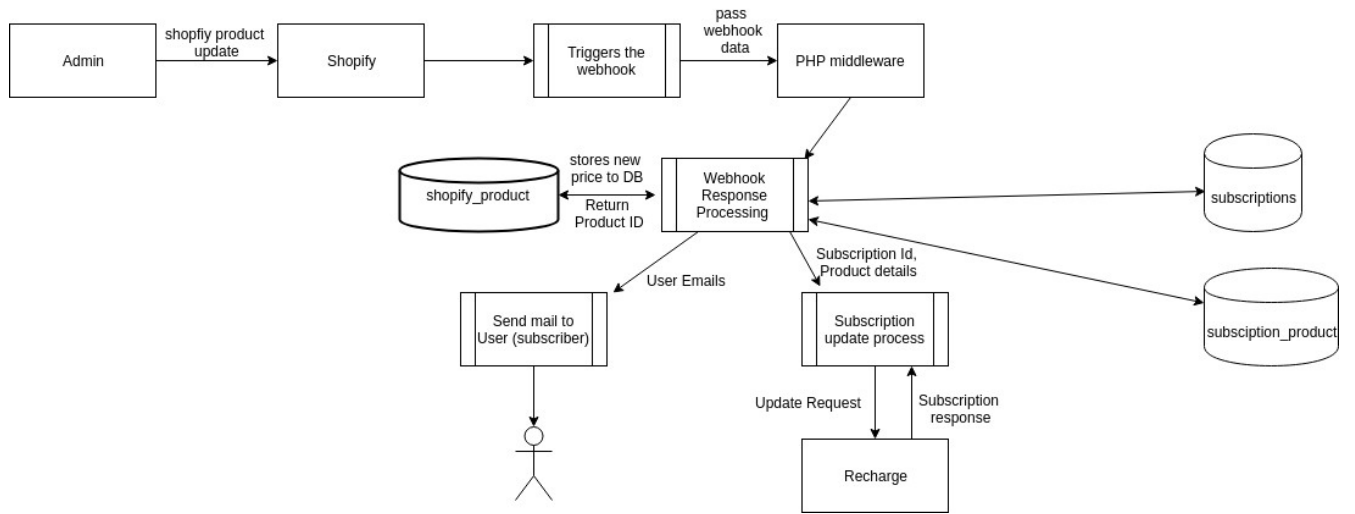 shopfiy product
update
pass
webhook
data
Admin
Shopify
Triggers the
webhook
PHP middleware
stores new
price to DB
shopify_product
Return
Product ID
Webhook
Response
Processing
subscriptions
User Emails
Subscription Id,
Product details
subsciption_product
Send mail to
User (subscriber)
Subscription
update process
Update Request
Subscription
response
Recharge